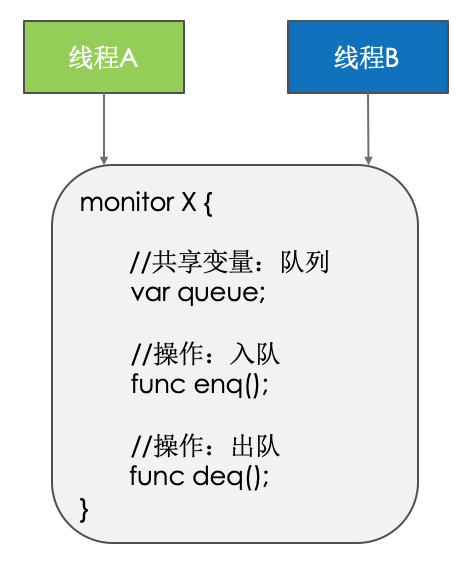 线程A
线程B
monitor X {
//共享变量：队列
var queue;
//操作：入队
func enq();
//操作：出队
func deq();
}